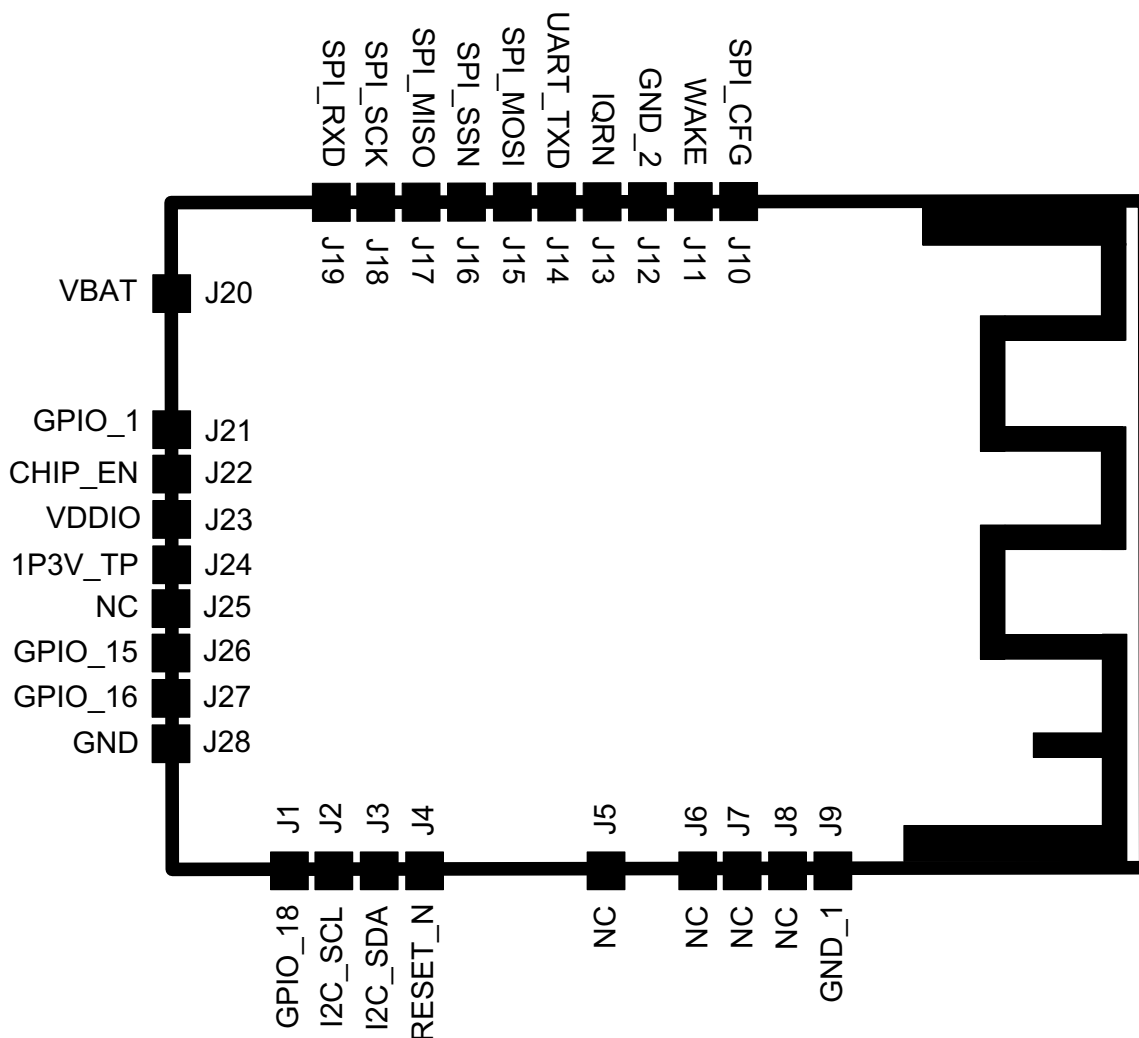 SPI_RXD
SPI_SCK
SPI_MISO
SPI_SSN
SPI_MOSI
UART_TXD
IQRN
GND_2
WAKE
SPI_CFG
J19
J18
J17
J16
J15
J14
J13
J12
J11
J10
VBAT J20
GPIO_1 J21
CHIP_EN J22
VDDIO J23
1P3V_TP J24
NC J25
GPIO_15 J26
GPIO_16 J27
GND J28
J1
J2
J3
J4
J5
J6
J7
J8
J9
GPIO_18
I2C_SCL
I2C_SDA
RESET_N
NC
NC
NC
NC
GND_1